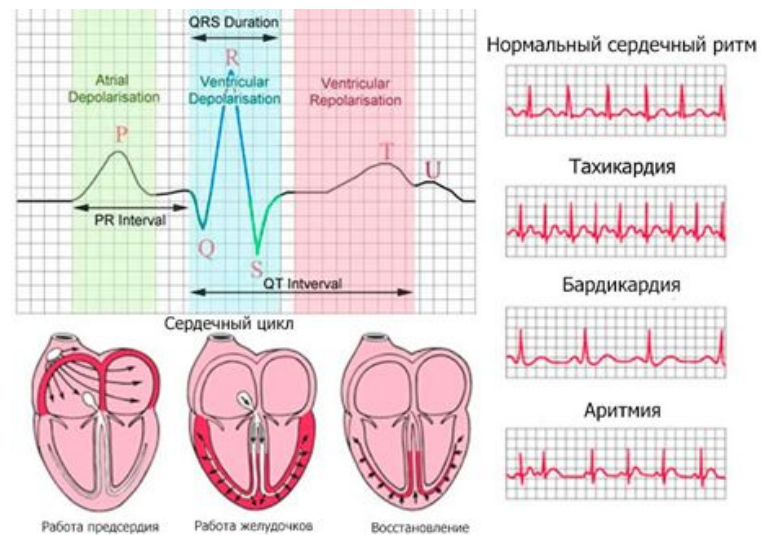 QRS Duration
R
Atrial
Depolarisation
Ventricular
Depolarisation
Ventricular
Repolarisation
P
T
U
PR Interval
Q
S
QT Intverval
Сердечный цикл
Работа предсердия
Работа желудочков
Восстановление
Нормальный сердечный ритм
Тахикардия
Бардикардия
Аритмия